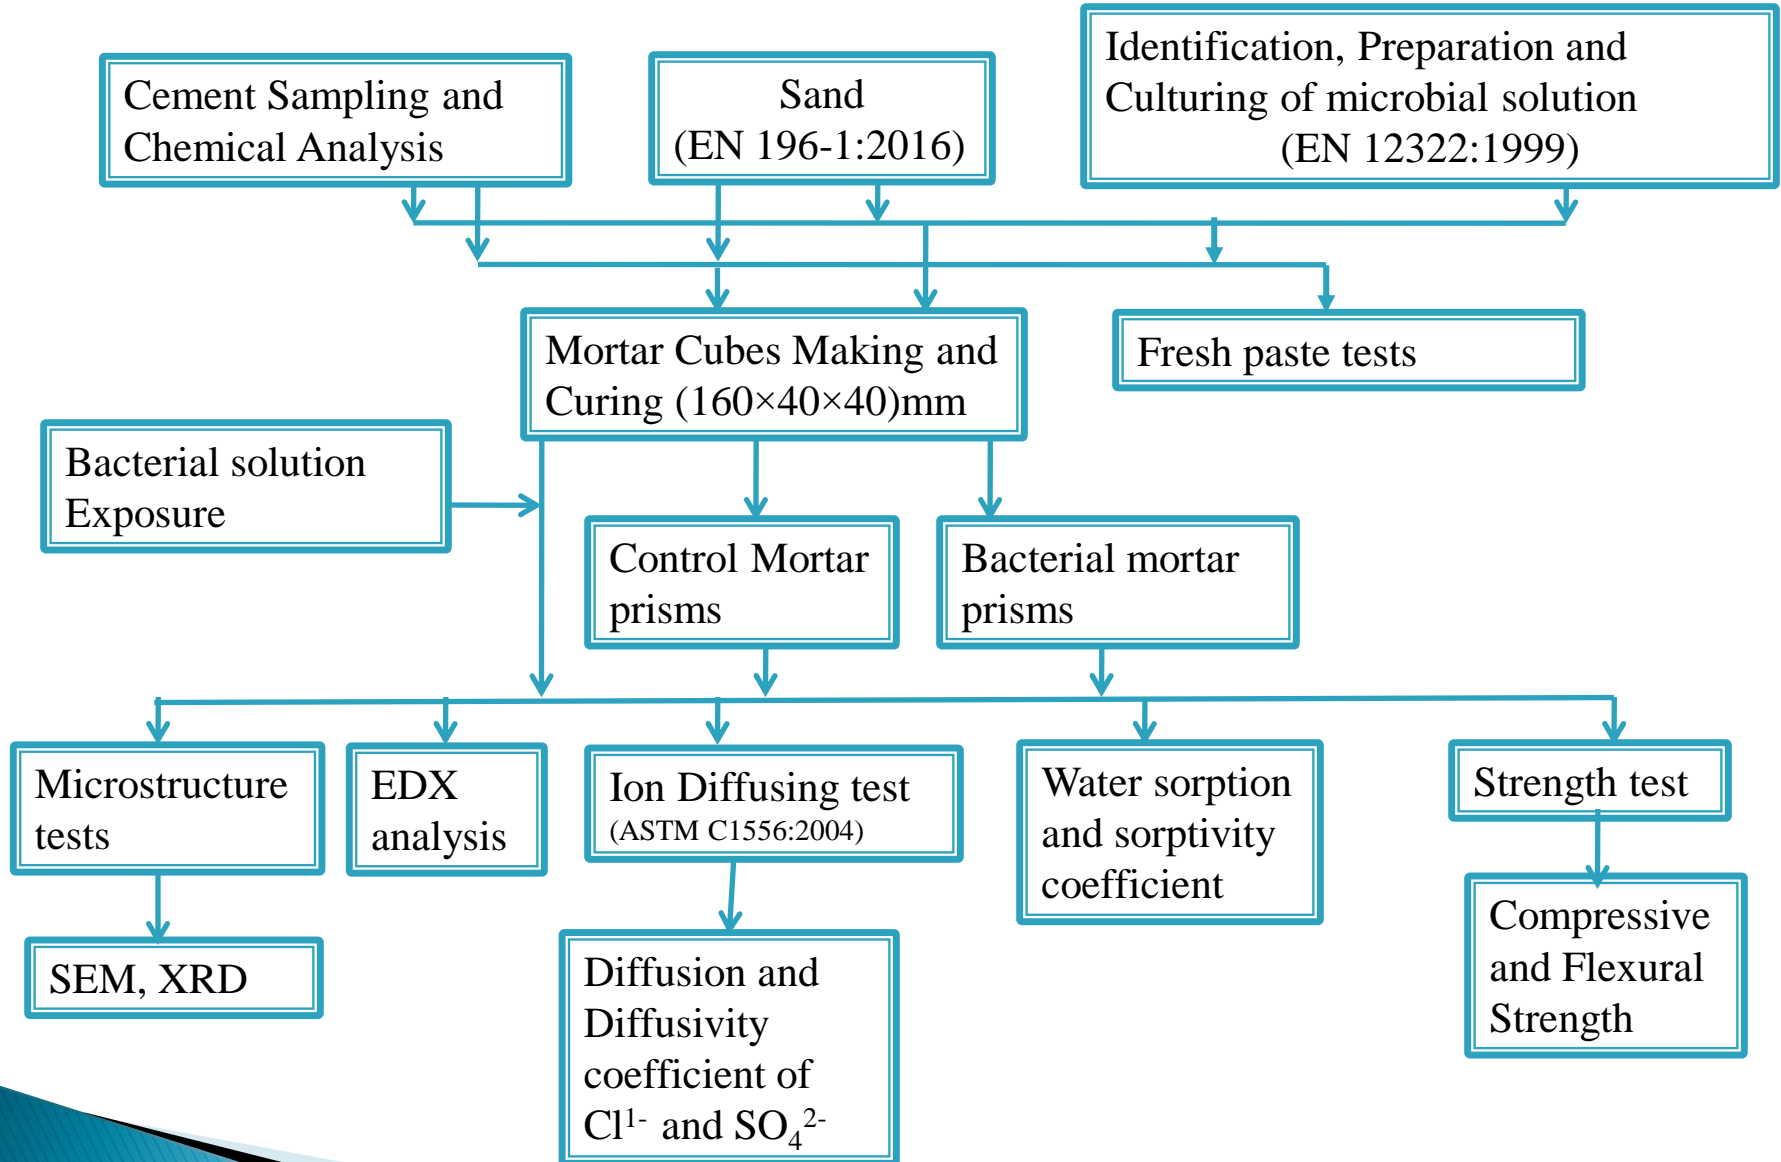 Cement Sampling and
Chemical Analysis
Sand
(EN 196-1:2016)
Identification, Preparation and
Culturing of microbial solution
(EN 12322:1999)
Mortar Cubes Making and
Curing (160×40×40)mm
Fresh paste tests
Bacterial solution
Exposure
Control Mortar
prisms
Bacterial mortar
prisms
Microstructure
tests
EDX
analysis
Ion Diffusing test
(ASTM C1556:2004)
Water sorption
and sorptivity
coefficient
Strength test
SEM, XRD
Diffusion and
Diffusivity
coefficient of
Cl¹⁻ and SO₄²⁻
Compressive
and Flexural
Strength